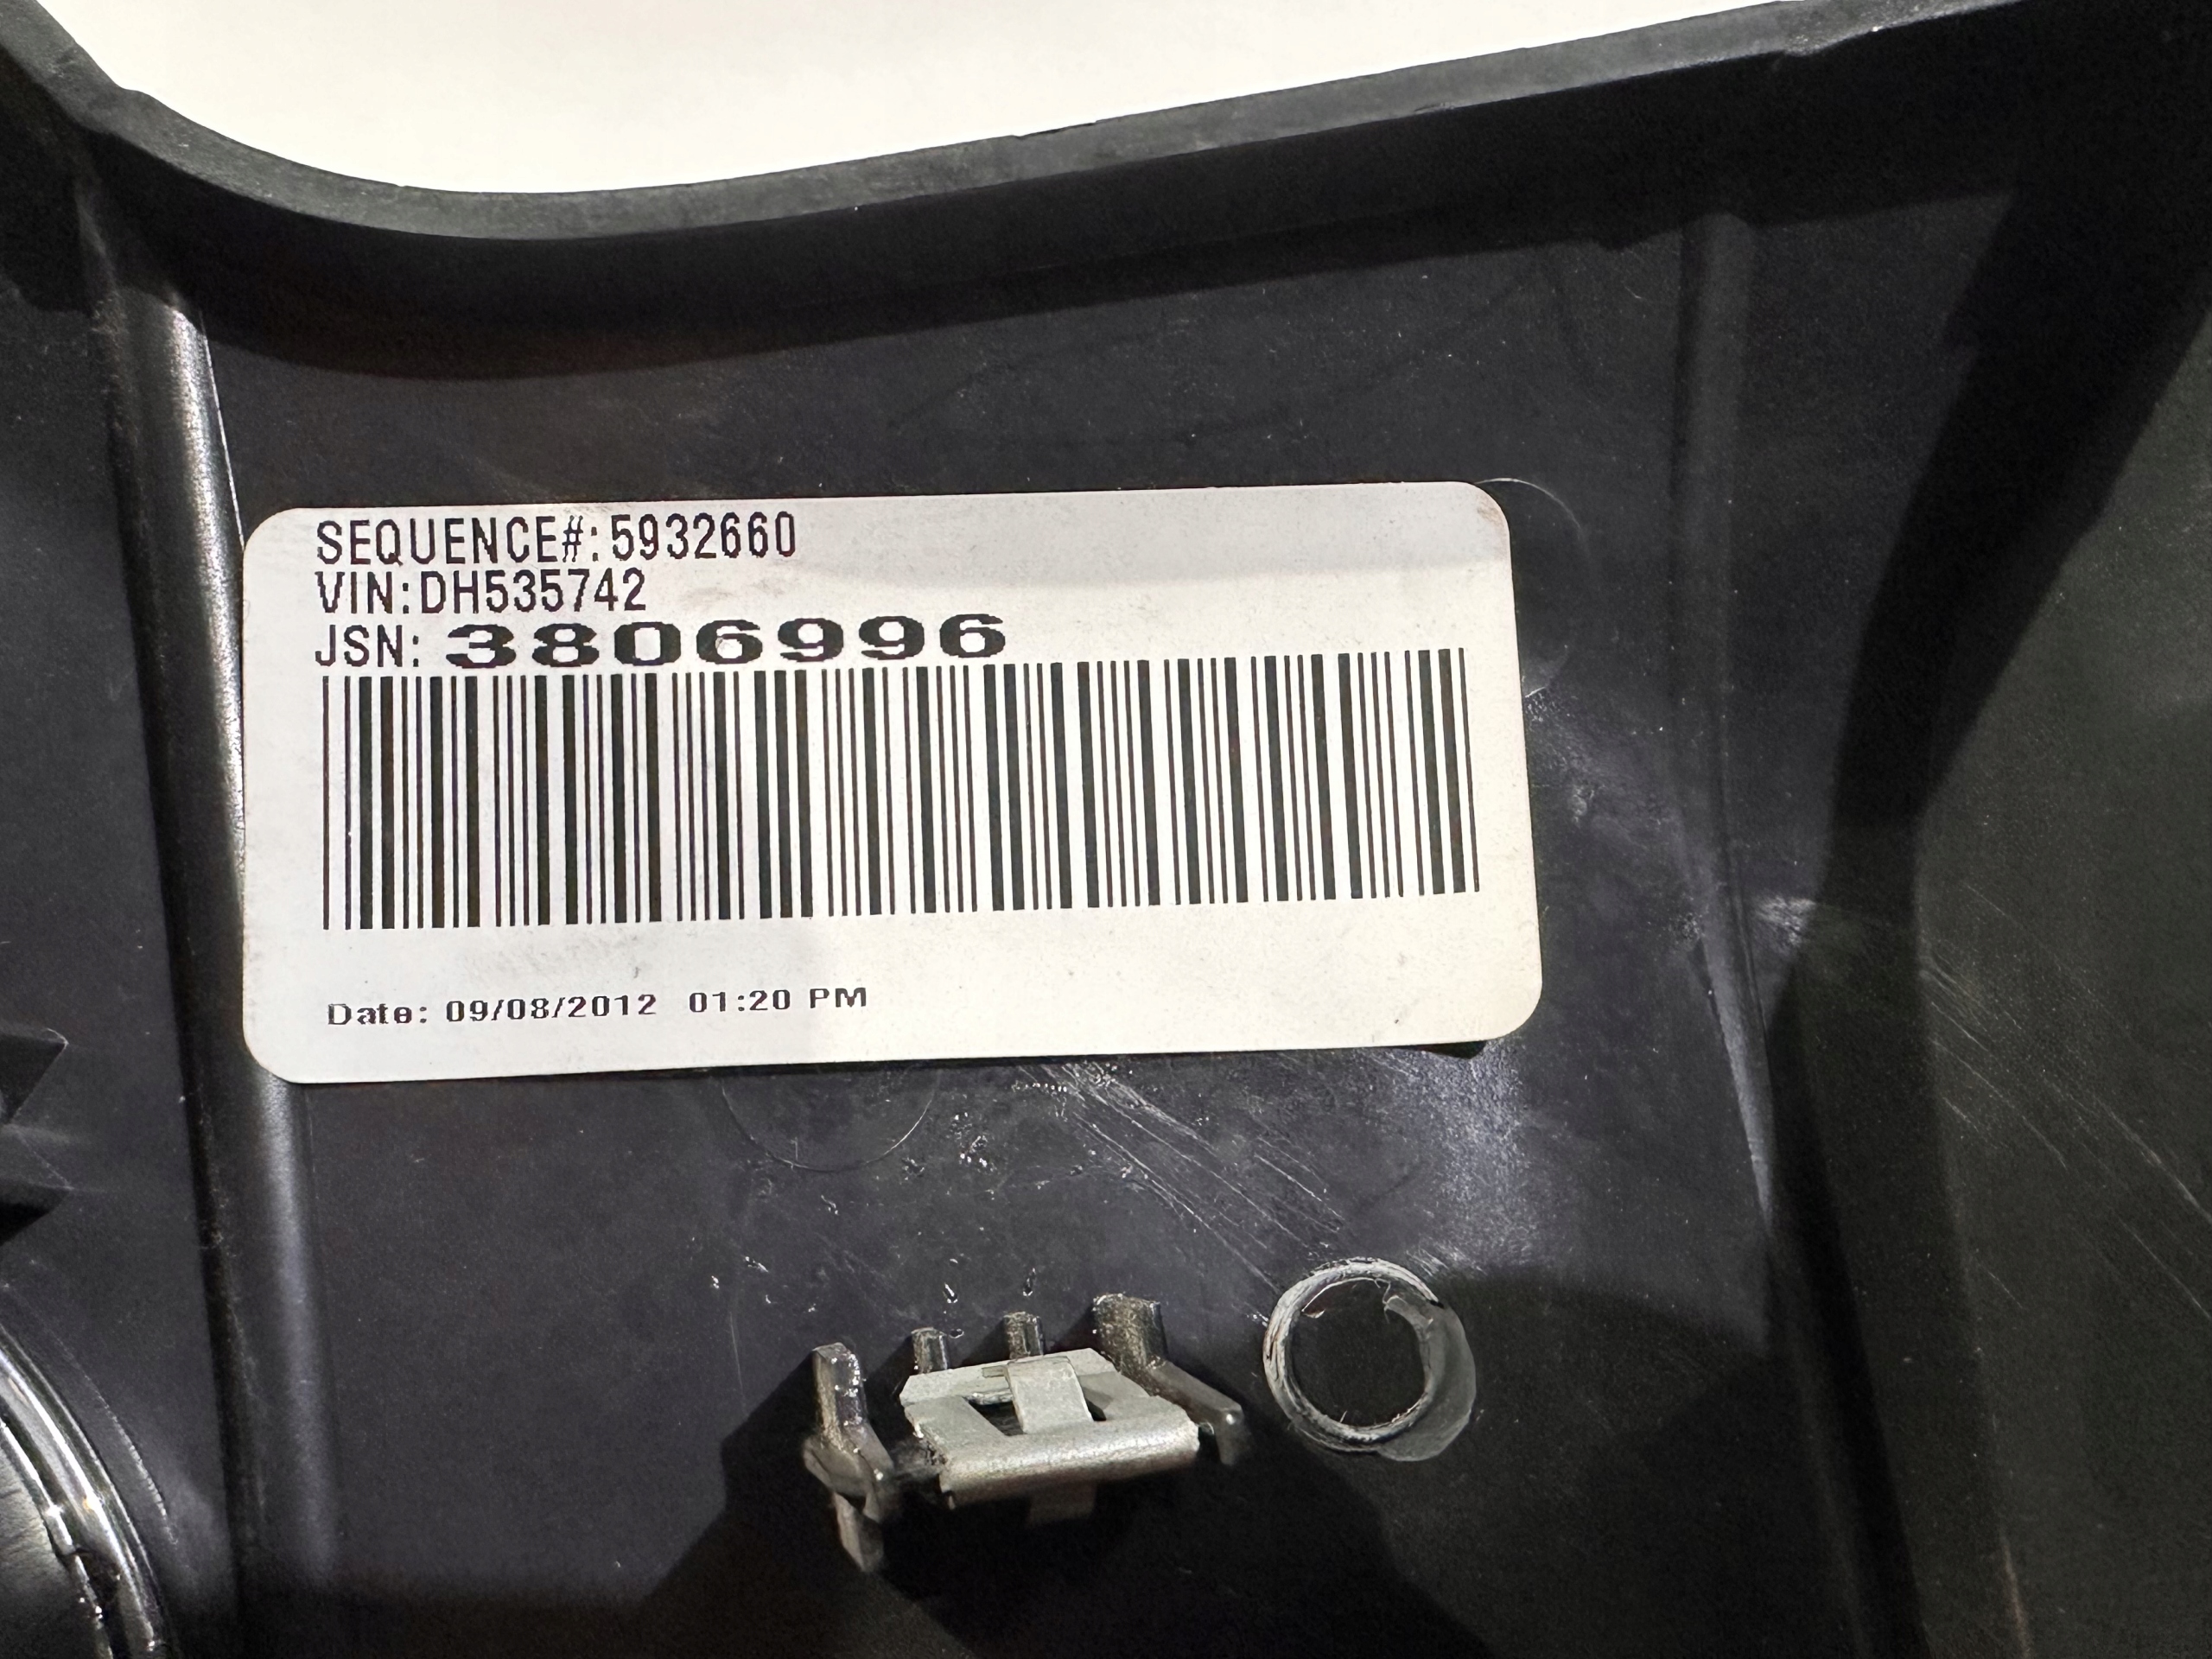 SEQUENCE#:5932660
VIN:DH535742
JSN: 3806996
Date: 09/08/2012 01:20 PM